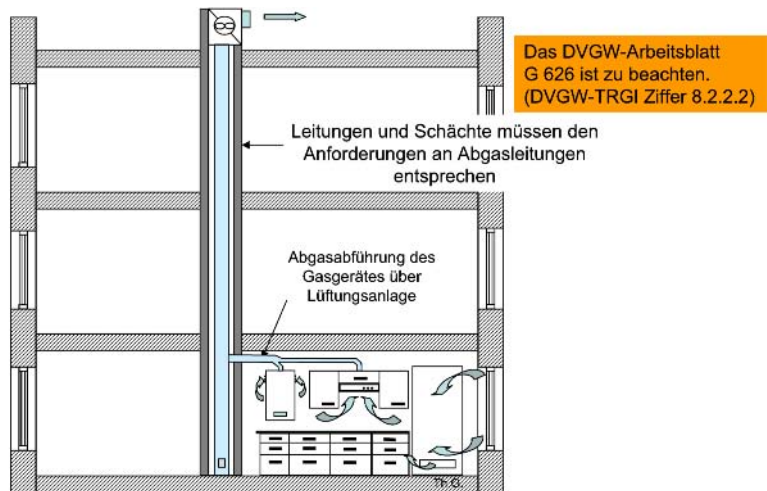 Das DVGW-Arbeitsblatt
G 626 ist zu beachten.
(DVGW-TRGI Ziffer 8.2.2.2)
Leitungen und Schächte müssen den
Anforderungen an Abgasleitungen
entsprechen
Abgasabführung des
Gasgerätes über
Lüftungsanlage
Th.G.